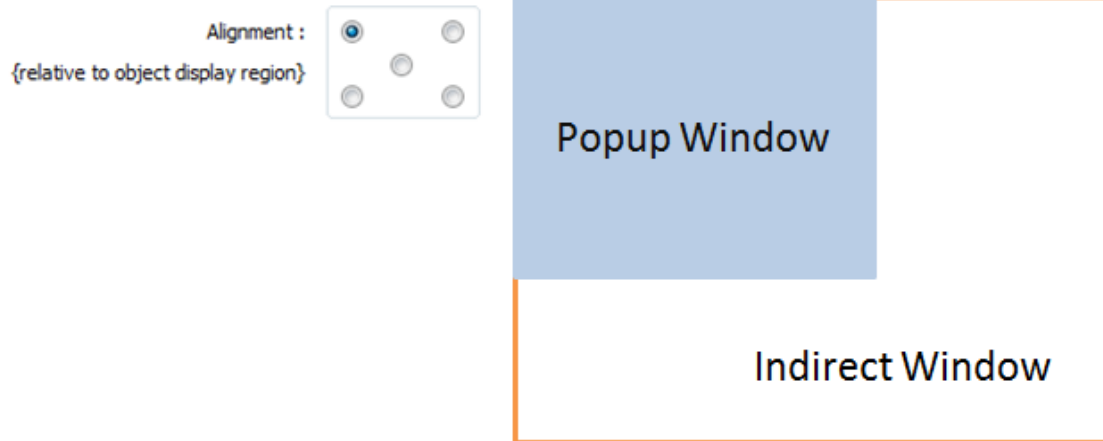 Alignment :
{relative to object display region}
Popup Window
Indirect Window